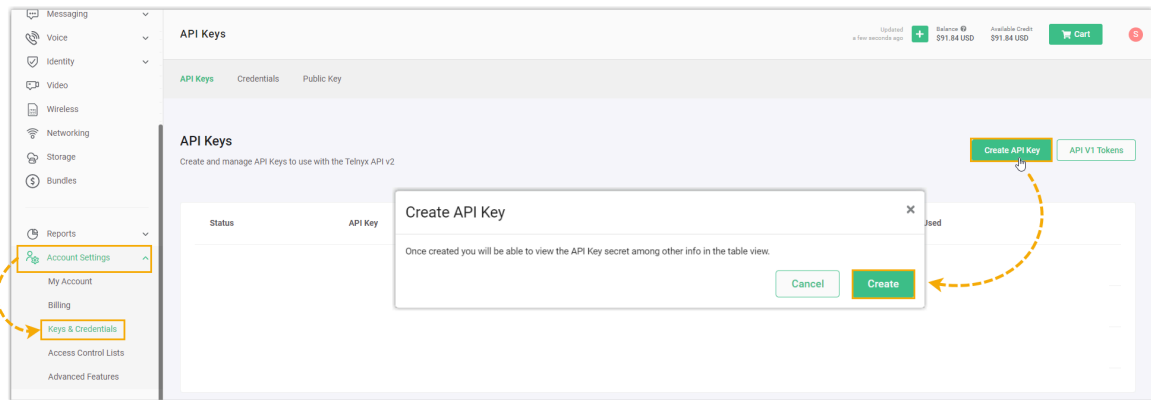 Messaging
Voice
Identity
Video
Wireless
Networking
Storage
Bundles
Reports
Account Settings
My Account
Billing
Keys & Credentials
Access Control Lists
Advanced Features
API Keys
Updated
a few seconds ago
Balance
$91.84 USD
Available Credit
$91.84 USD
Cart
S
API Keys Credentials Public Key
API Keys
Create and manage API Keys to use with the Telnyx API v2
Create API Key
API V1 Tokens
Status API Key
Create API Key
Once created you will be able to view the API Key secret among other info in the table view.
Cancel Create